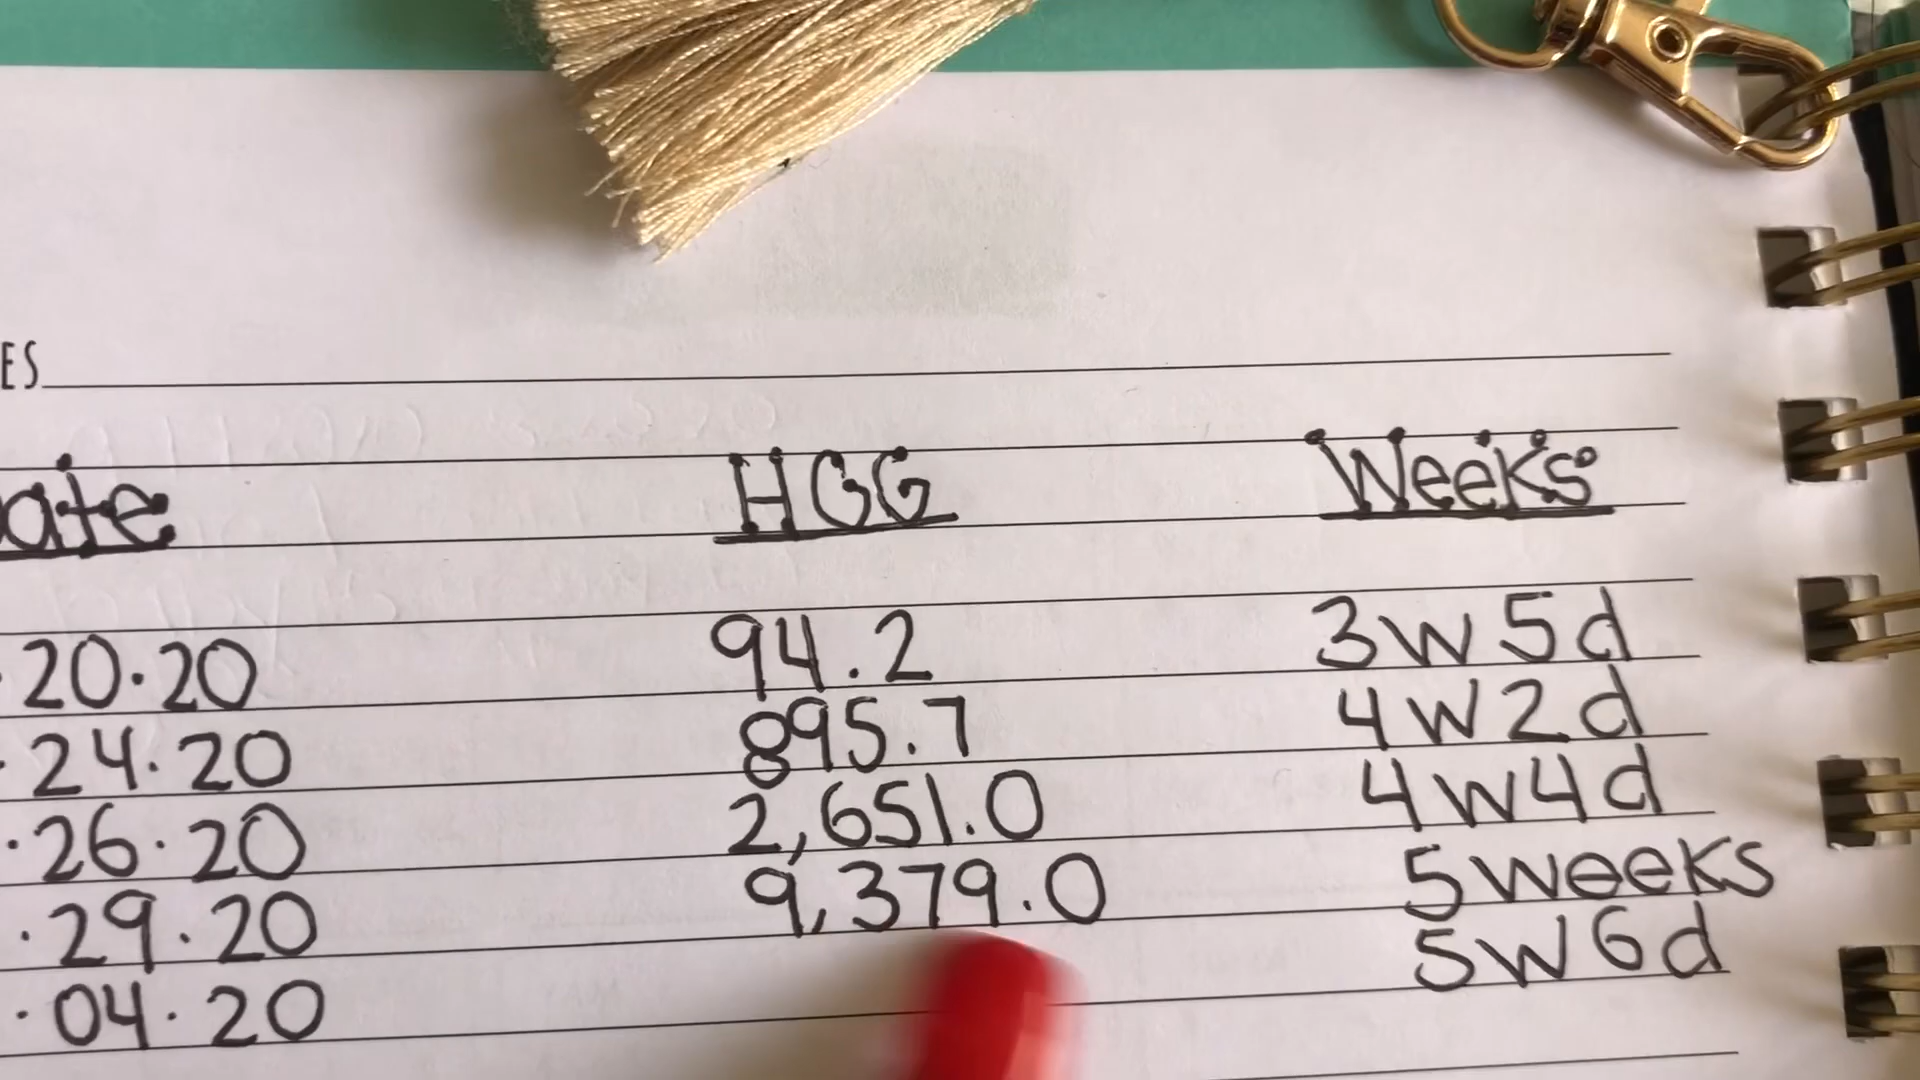 ES
ate HCG Weeks
20.20 94.2 3w5d
.24.20 895.7 4w2d
.26.20 2,651.0 4w4d
.29.20 9,379.0 5weeks
.04.20 5w6d